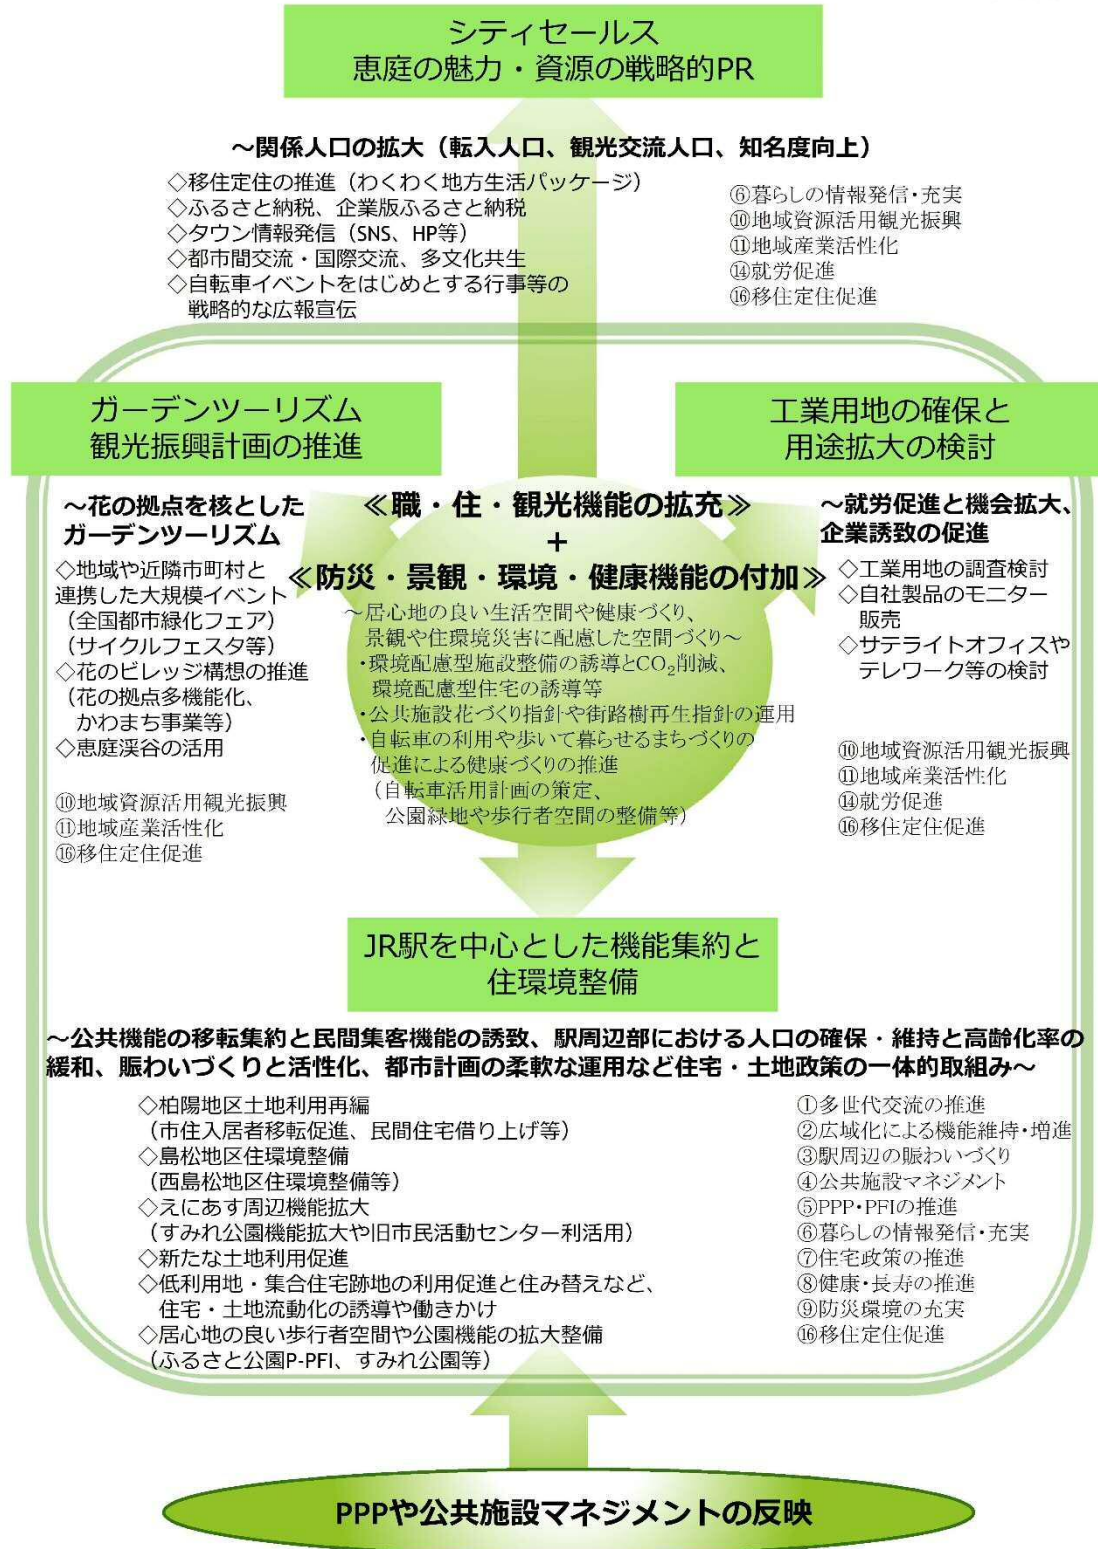 シティセールス
恵庭の魅力・資源の戦略的PR
～関係人口の拡大（転入人口、観光交流人口、知名度向上）
◇移住定住の推進（わくわく地方生活パッケージ）
◇ふるさと納税、企業版ふるさと納税
◇タウン情報発信（SNS、HP等）
◇都市間交流・国際交流、多文化共生
◇自転車イベントをはじめとする行事等の
戦略的な広報宣伝
⑥暮らしの情報発信・充実
⑩地域資源活用観光振興
⑪地域産業活性化
⑭就労促進
⑯移住定住促進
ガーデンツーリズム
観光振興計画の推進
～花の拠点を核とした
ガーデンツーリズム
◇地域や近隣市町村と
連携した大規模イベント
（全国都市緑化フェア）
（サイクルフェスタ等）
◇花のビレッジ構想の推進
（花の拠点多機能化、
かわまち事業等）
◇恵庭渓谷の活用
⑩地域資源活用観光振興
⑪地域産業活性化
⑯移住定住促進
≪職・住・観光機能の拡充≫
+
≪防災・景観・環境・健康機能の付加≫
～居心地の良い生活空間や健康づくり、
景観や住環境災害に配慮した空間づくり～
・環境配慮型施設整備の誘導とCO₂削減、
環境配慮型住宅の誘導等
・公共施設花づくり指針や街路樹再生指針の運用
・自転車の利用や歩いて暮らせるまちづくりの
促進による健康づくりの推進
（自転車活用計画の策定、
公園緑地や歩行者空間の整備等）
工業用地の確保と
用途拡大の検討
～就労促進と機会拡大、
企業誘致の促進
◇工業用地の調査検討
◇自社製品のモニター
販売
◇サテライトオフィスや
テレワーク等の検討
⑩地域資源活用観光振興
⑪地域産業活性化
⑭就労促進
⑯移住定住促進
JR駅を中心とした機能集約と
住環境整備
～公共機能の移転集約と民間集客機能の誘致、駅周辺部における人口の確保・維持と高齢化率の
緩和、賑わいづくりと活性化、都市計画の柔軟な運用など住宅・土地政策の一体的取組み～
◇柏陽地区土地利用再編
（市住入居者移転促進、民間住宅借り上げ等）
◇島松地区住環境整備
（西島松地区住環境整備等）
◇えにあす周辺機能拡大
（すみれ公園機能拡大や旧市民活動センター利活用）
◇新たな土地利用促進
◇低利用地・集合住宅跡地の利用促進と住み替えなど、
住宅・土地流動化の誘導や働きかけ
◇居心地の良い歩行者空間や公園機能の拡大整備
（ふるさと公園P-PFI、すみれ公園等）
①多世代交流の推進
②広域化による機能維持・増進
③駅周辺の賑わいづくり
④公共施設マネジメント
⑤PPP・PFIの推進
⑥暮らしの情報発信・充実
⑦住宅政策の推進
⑧健康・長寿の推進
⑨防災環境の充実
⑯移住定住促進
PPPや公共施設マネジメントの反映